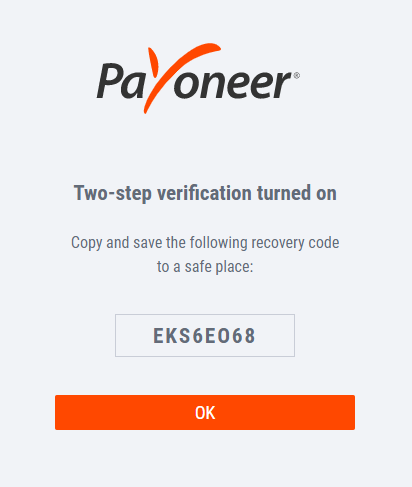 Payoneer®
Two-step verification turned on
Copy and save the following recovery code
to a safe place:
EKS6EO68
OK